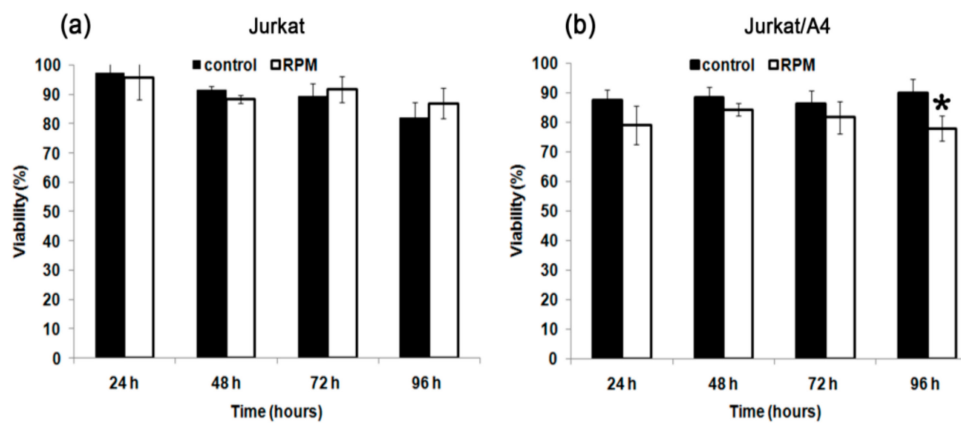 (a) Jurkat
control RPM
100
90
80
70
60
50
40
30
20
10
0
Viability (%)
24 h 48 h 72 h 96 h
Time (hours)
(b) Jurkat/A4
control RPM
100
90
80
70
60
50
40
30
20
10
0
Viability (%)
*
24 h 48 h 72 h 96 h
Time (hours)